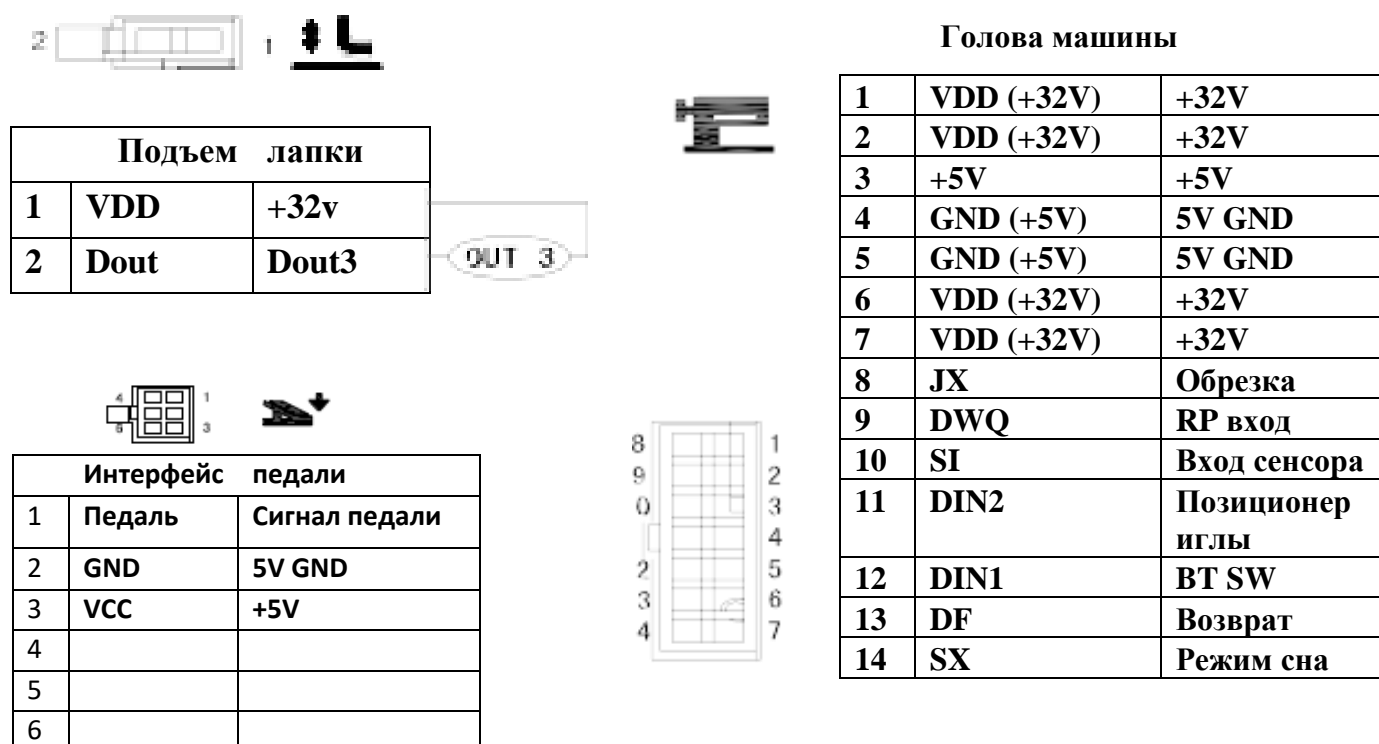 2 1
Подъем лапки
1 VDD +32v
2 Dout Dout3
OUT 3
4 1
6 3
Интерфейс педали
1 Педаль Сигнал педали
2 GND 5V GND
3 VCC +5V
4
5
6
8 1
9 2
0 3
4
2 5
3 6
4 7
Голова машины
1 VDD (+32V) +32V
2 VDD (+32V) +32V
3 +5V +5V
4 GND (+5V) 5V GND
5 GND (+5V) 5V GND
6 VDD (+32V) +32V
7 VDD (+32V) +32V
8 JX Обрезка
9 DWQ RP вход
10 SI Вход сенсора
11 DIN2 Позиционер
иглы
12 DIN1 BT SW
13 DF Возврат
14 SX Режим сна